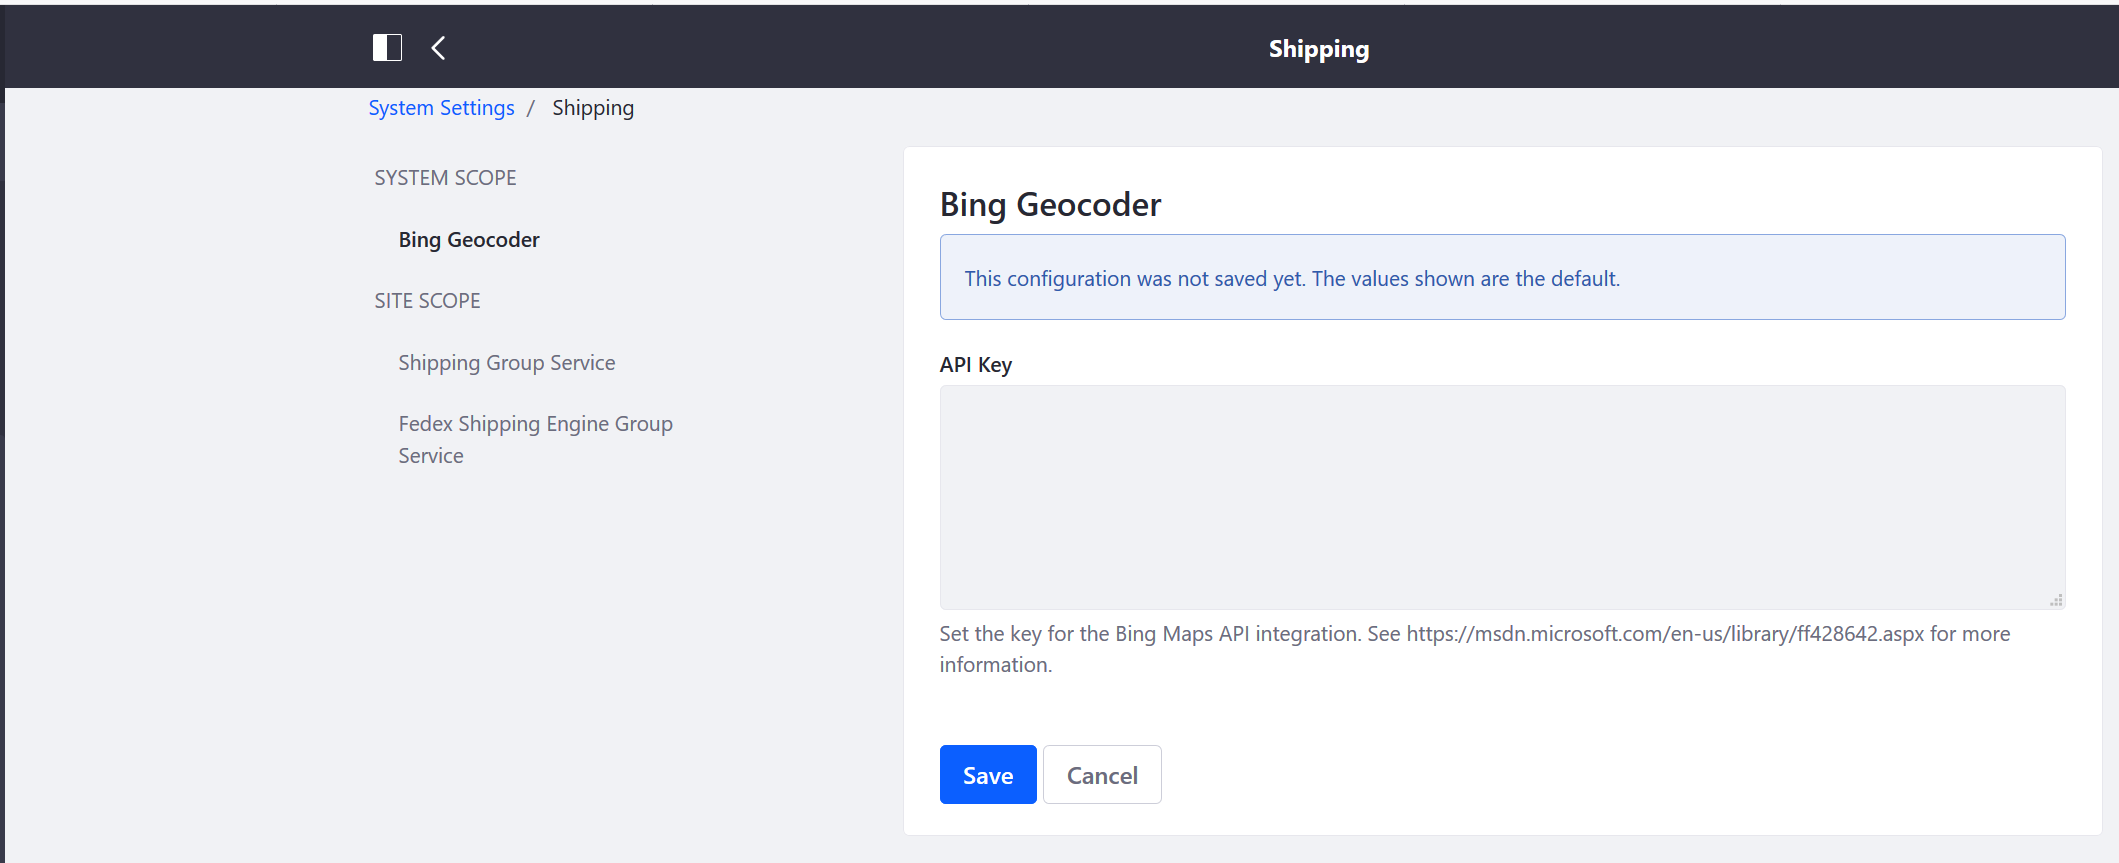 Shipping
System Settings / Shipping
SYSTEM SCOPE
Bing Geocoder
SITE SCOPE
Shipping Group Service
Fedex Shipping Engine Group
Service
Bing Geocoder
This configuration was not saved yet. The values shown are the default.
API Key
Set the key for the Bing Maps API integration. See https://msdn.microsoft.com/en-us/library/ff428642.aspx for more
information.
Save Cancel